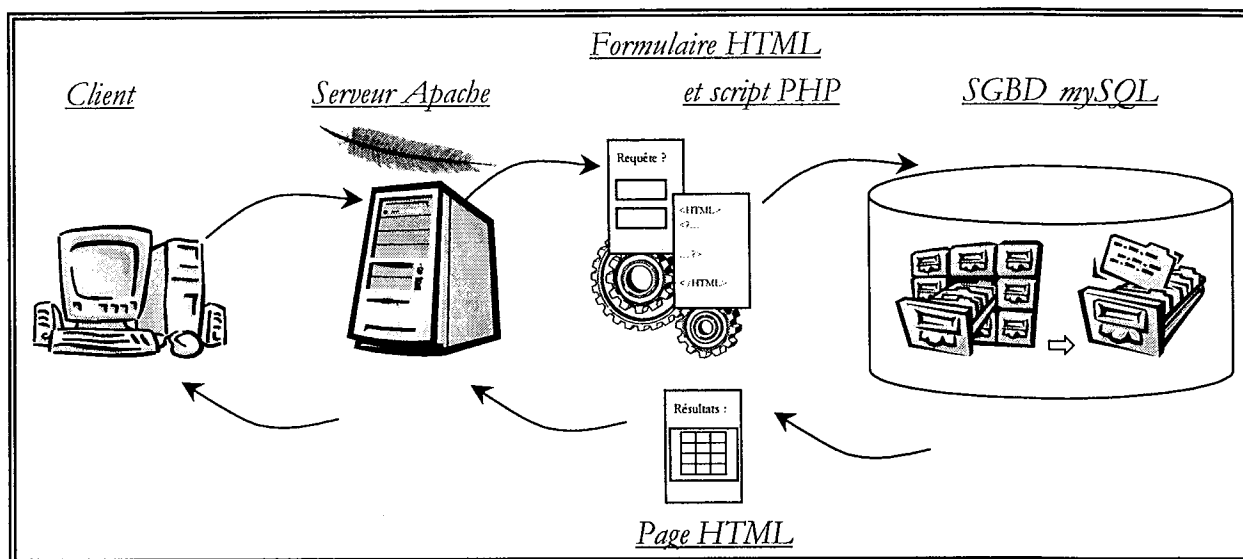 Formulaire HTML
Client
Serveur Apache
et script PHP
SGBD mySQL
Requête ?
<HTML>
<?...
...?>
</HTML>
Résultats :
Page HTML